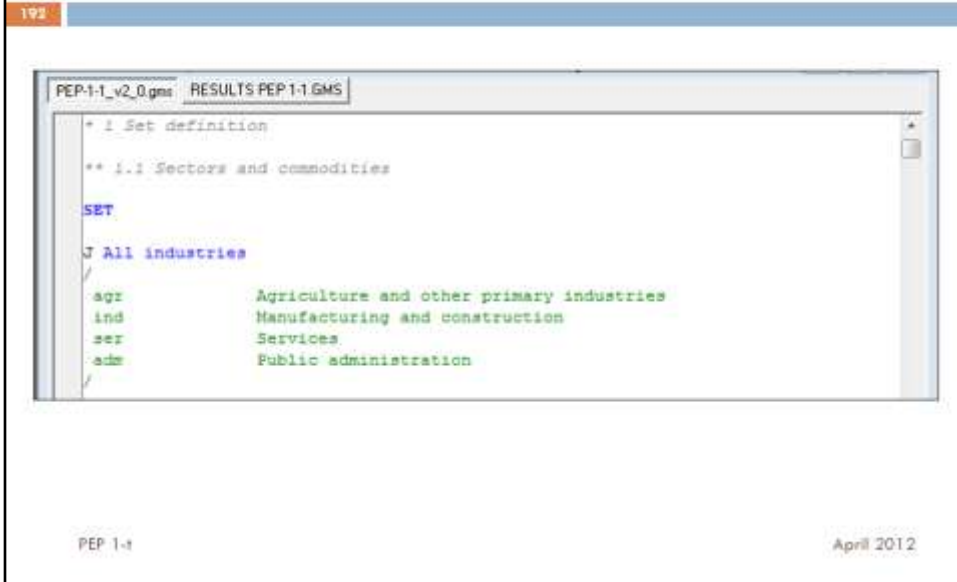 192
PEP-1-1_v2_0.gms RESULTS PEP 1-1.GMS
* 1 Set definition
** 1.1 Sectors and commodities
SET
J All industries
/
agr Agriculture and other primary industries
ind Manufacturing and construction
ser Services
adm Public administration
/
PEP 1-t April 2012